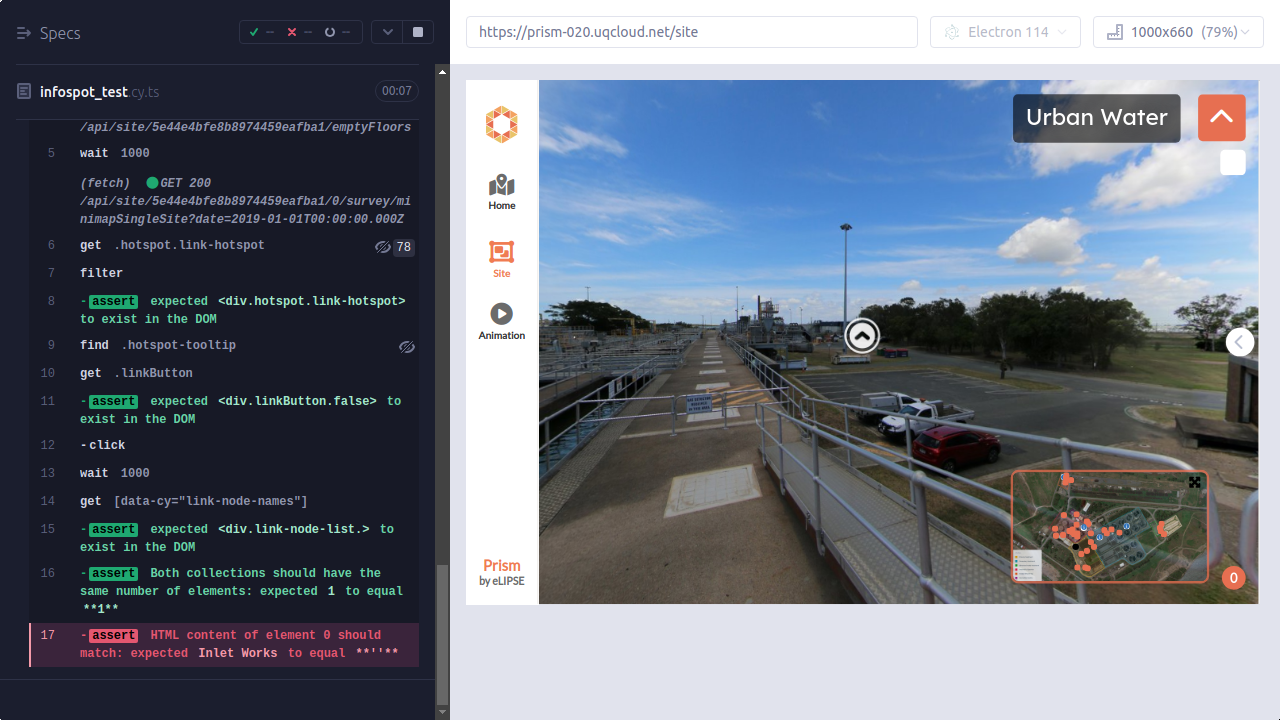 Specs
--
--
--
https://prism-020.uqcloud.net/site
Electron 114
1000x660 (79%)
infospot_test.cy.ts
00:07
/api/site/5e44e4bfe8b8974459eafba1/emptyFloors
5 wait 1000
(fetch) GET 200
/api/site/5e44e4bfe8b8974459eafba1/0/survey/mi
nimapSingleSite?date=2019-01-01T00:00:00.000Z
6 get .hotspot.link-hotspot 78
7 filter
8 -assert expected <div.hotspot.link-hotspot>
to exist in the DOM
9 find .hotspot-tooltip
10 get .linkButton
11 -assert expected <div.linkButton.false> to
exist in the DOM
12 -click
13 wait 1000
14 get [data-cy="link-node-names"]
15 -assert expected <div.link-node-list.> to
exist in the DOM
16 -assert Both collections should have the
same number of elements: expected 1 to equal
**1**
17 -assert HTML content of element 0 should
match: expected Inlet Works to equal **''**
Home
Site
Animation
Prism
by eLIPSE
Urban Water
0